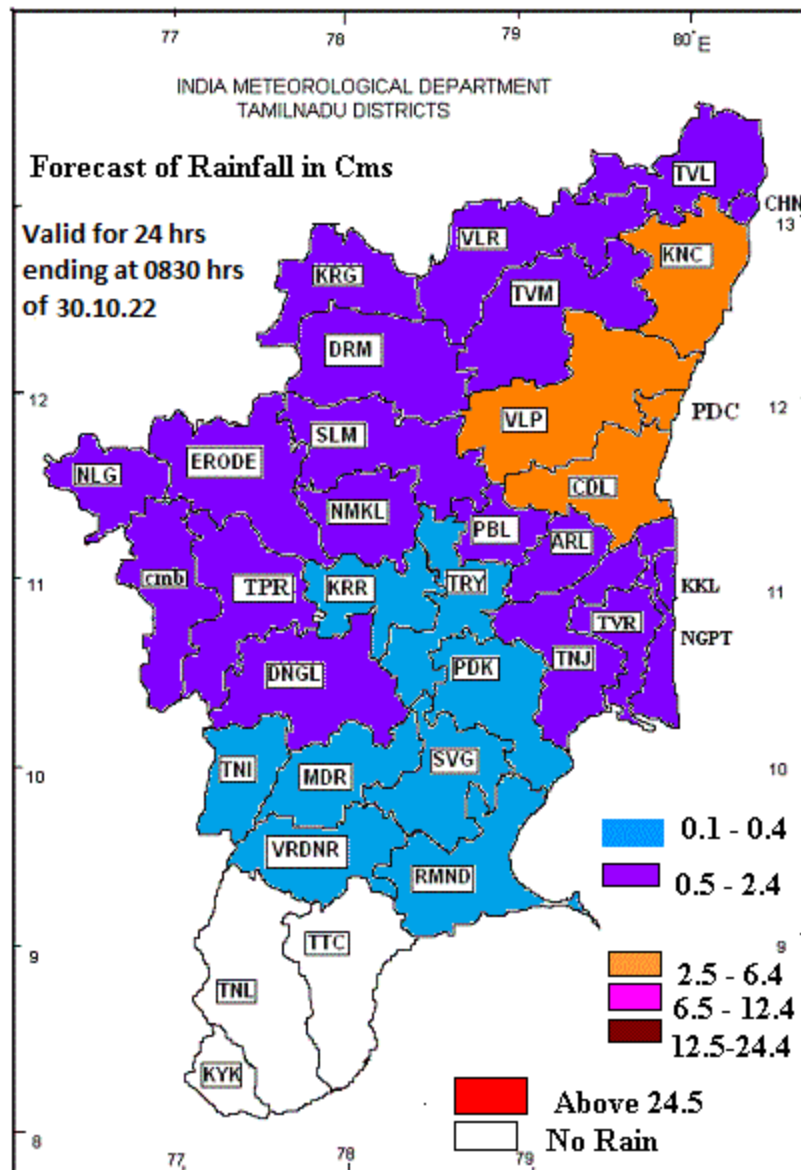 77 78 79 80°E
INDIA METEOROLOGICAL DEPARTMENT
TAMILNADU DISTRICTS
Forecast of Rainfall in Cms
TVL
CHN
13
Valid for 24 hrs
ending at 0830 hrs
of 30.10.22
VLR
KNC
KRG
TVM
DRM
12
12
PDC
VLP
SLM
ERODE
NLG
CDL
NMKL
PBL
ARL
11
cmb
TPR
KRR
TRY
KKL
11
TVR
NGPT
DNGL
PDK
TNJ
10
TNI
MDR
SVG
10
VRDNR
RMND
0.1 - 0.4
0.5 - 2.4
9
TTC
9
TNL
2.5 - 6.4
6.5 - 12.4
12.5-24.4
KYK
Above 24.5
No Rain
8
77 78 79